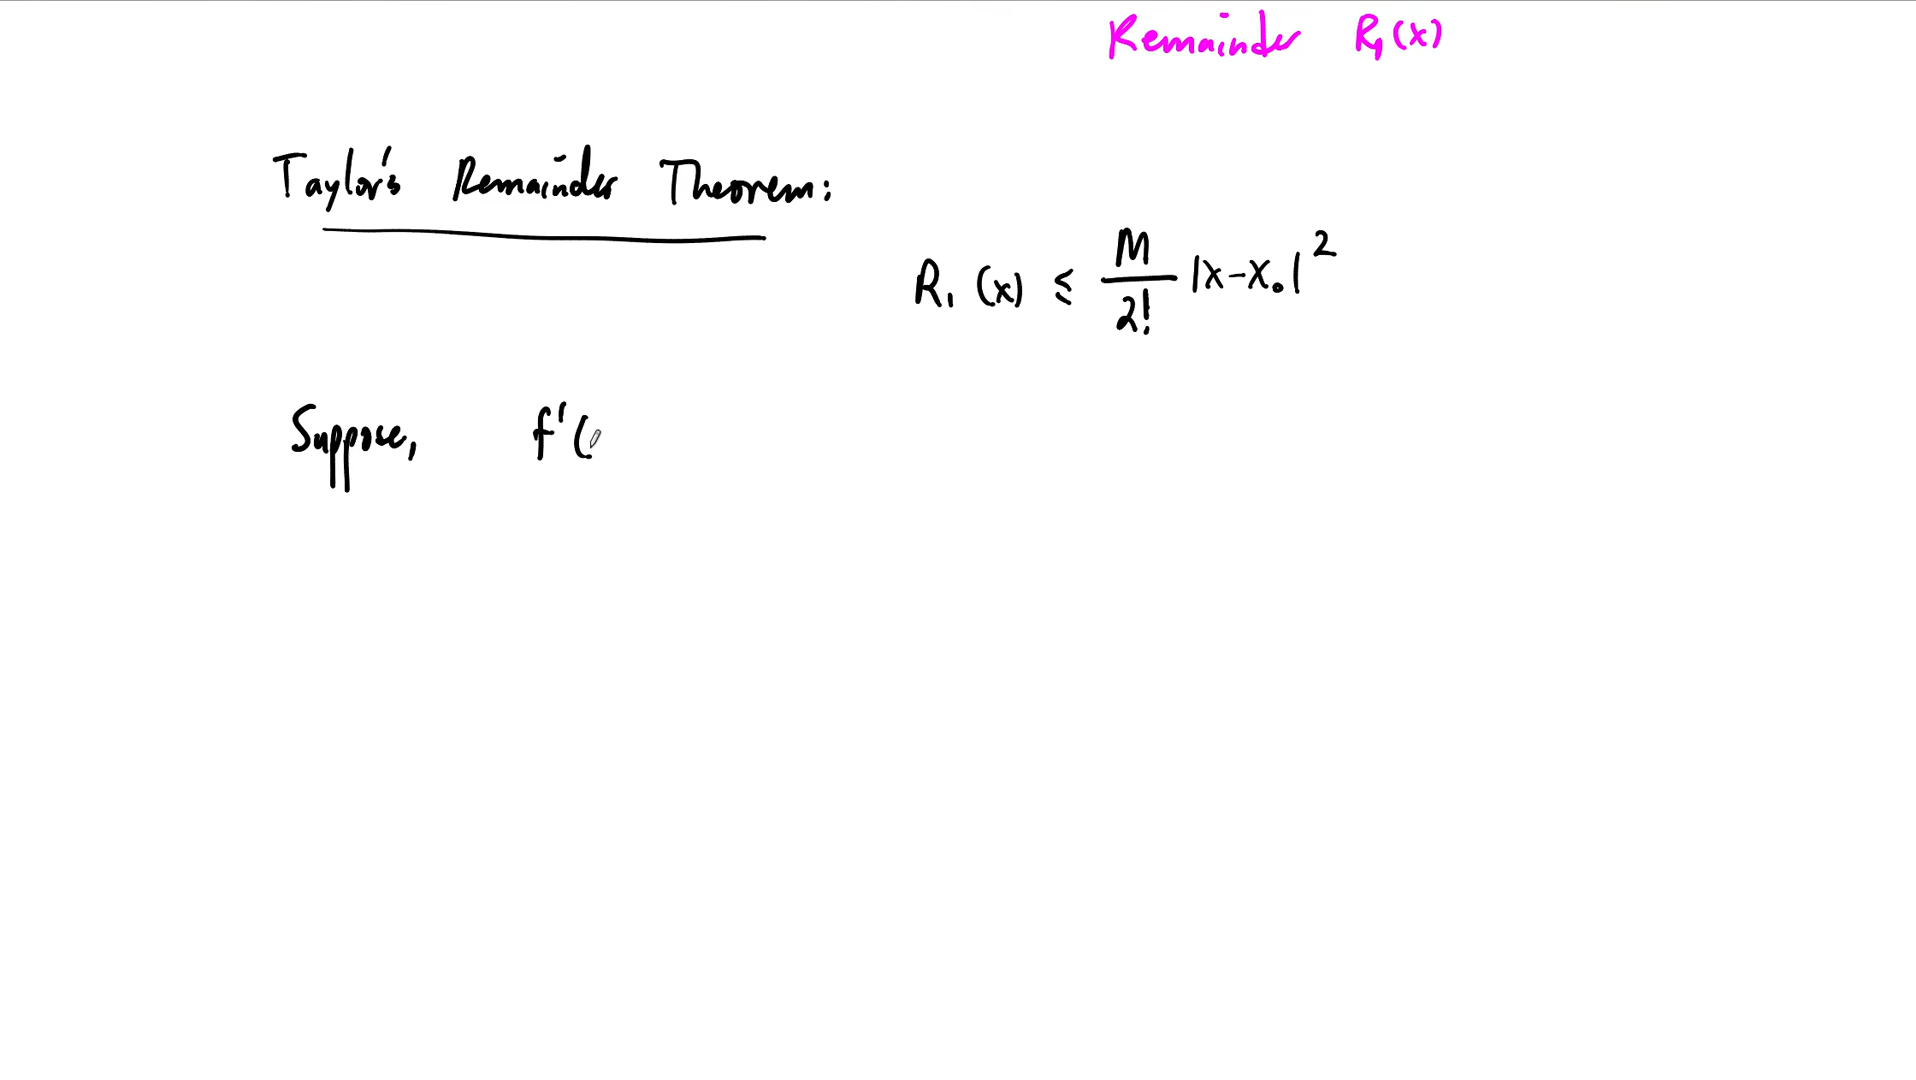 Remainder R₁(x)
Taylor's Remainder Theorem:
R₁(x) ≤ M/2! |x-x₀|²
Suppose, f'(